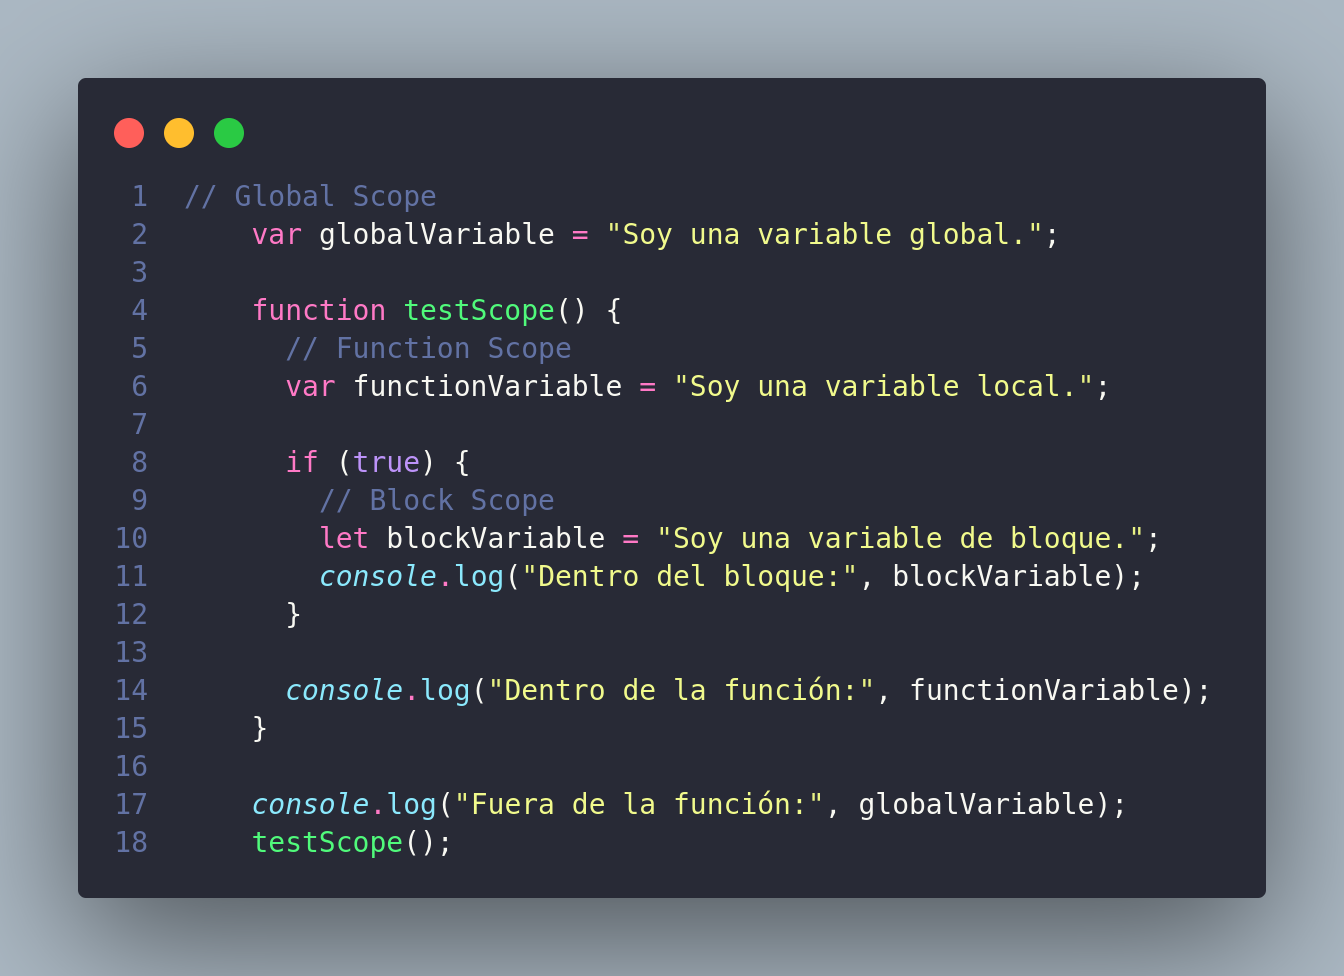 1 // Global Scope
2 var globalVariable = "Soy una variable global.";
3
4 function testScope() {
5 // Function Scope
6 var functionVariable = "Soy una variable local.";
7
8 if (true) {
9 // Block Scope
10 let blockVariable = "Soy una variable de bloque.";
11 console.log("Dentro del bloque:", blockVariable);
12 }
13
14 console.log("Dentro de la función:", functionVariable);
15 }
16
17 console.log("Fuera de la función:", globalVariable);
18 testScope();